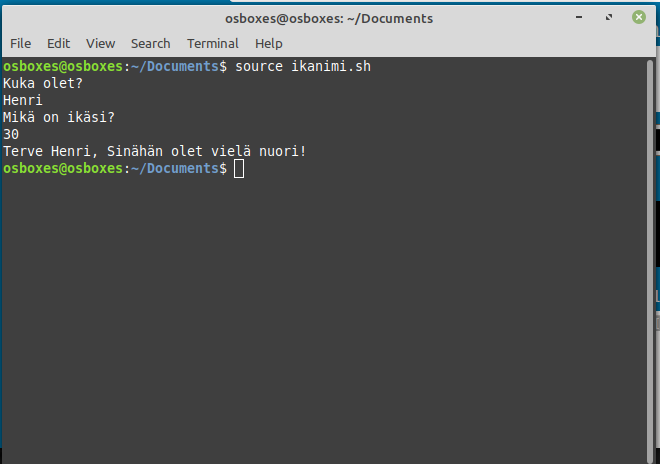 osboxes@osboxes: ~/Documents
File Edit View Search Terminal Help
osboxes@osboxes:~/Documents$ source ikanimi.sh
Kuka olet?
Henri
Mikä on ikäsi?
30
Terve Henri, Sinähän olet vielä nuori!
osboxes@osboxes:~/Documents$